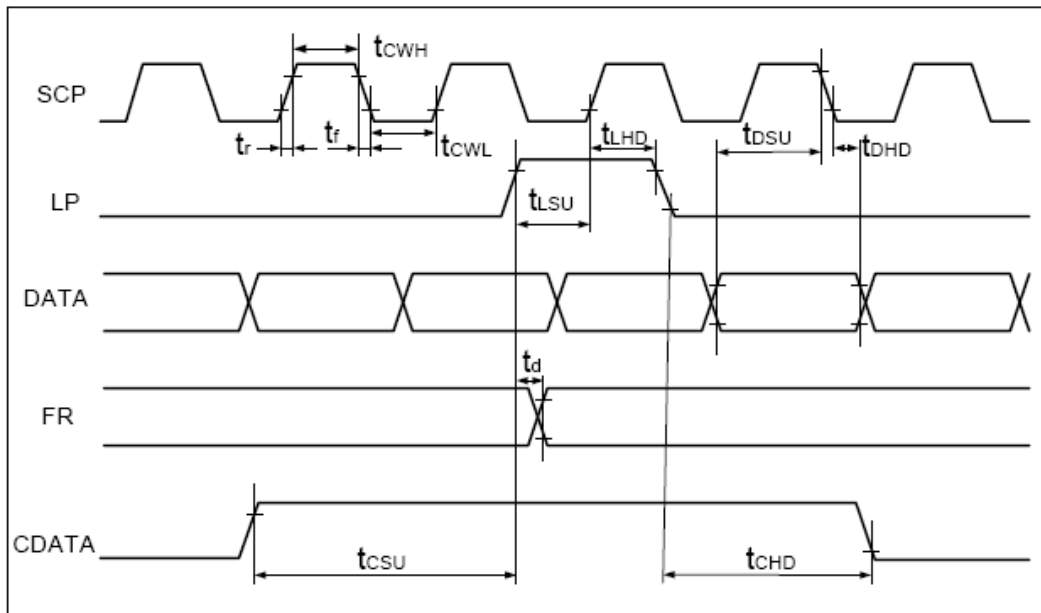 tCWH
SCP
tr
tf
tCWL
tLHD
tDSU
tDHD
LP
tLSU
DATA
td
FR
CDATA
tCSU
tCHD